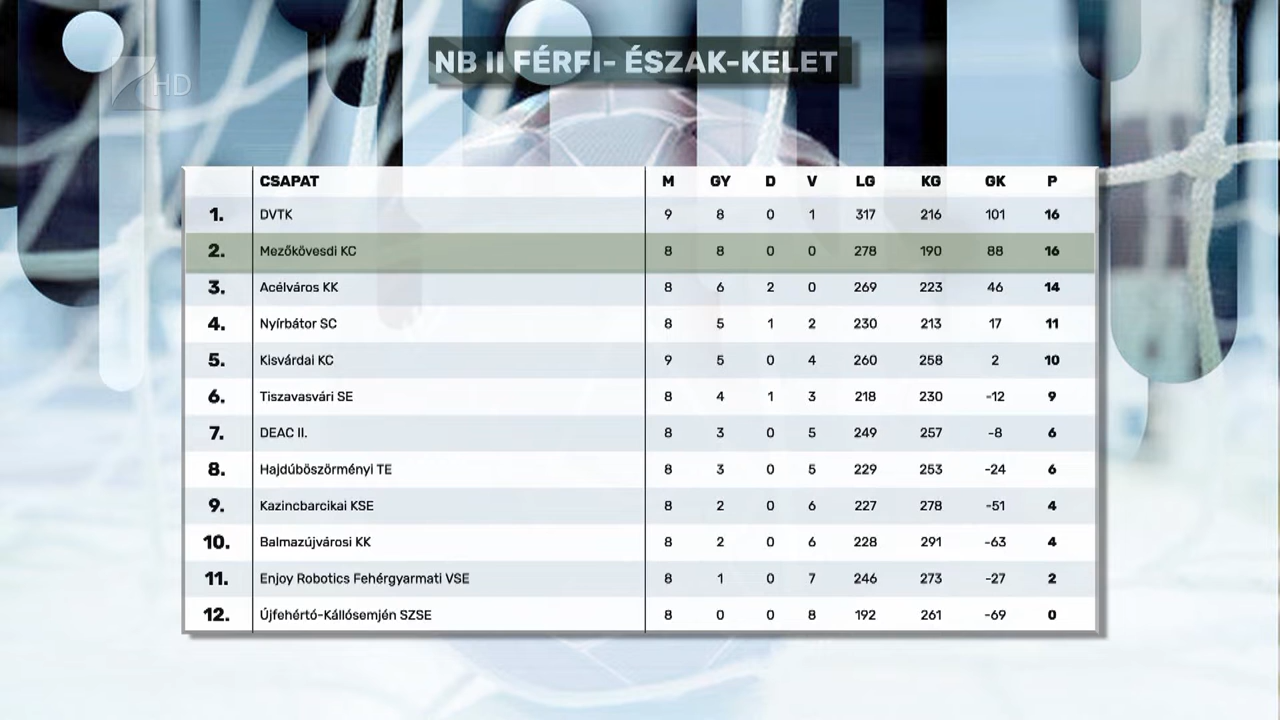 NB II FÉRFI- ÉSZAK-KELET
HD
CSAPAT M GY D V LG KG GK P
1. DVTK 9 8 0 1 317 216 101 16
2. Mezőkövesdi KC 8 8 0 0 278 190 88 16
3. Acélváros KK 8 6 2 0 269 223 46 14
4. Nyírbátor SC 8 5 1 2 230 213 17 11
5. Kisvárdai KC 9 5 0 4 260 258 2 10
6. Tiszavasvári SE 8 4 1 3 218 230 -12 9
7. DEAC II. 8 3 0 5 249 257 -8 6
8. Hajdúböszörményi TE 8 3 0 5 229 253 -24 6
9. Kazincbarcikai KSE 8 2 0 6 227 278 -51 4
10. Balmazújvárosi KK 8 2 0 6 228 291 -63 4
11. Enjoy Robotics Fehérgyarmati VSE 8 1 0 7 246 273 -27 2
12. Újfehértó-Kállósemjén SZSE 8 0 0 8 192 261 -69 0